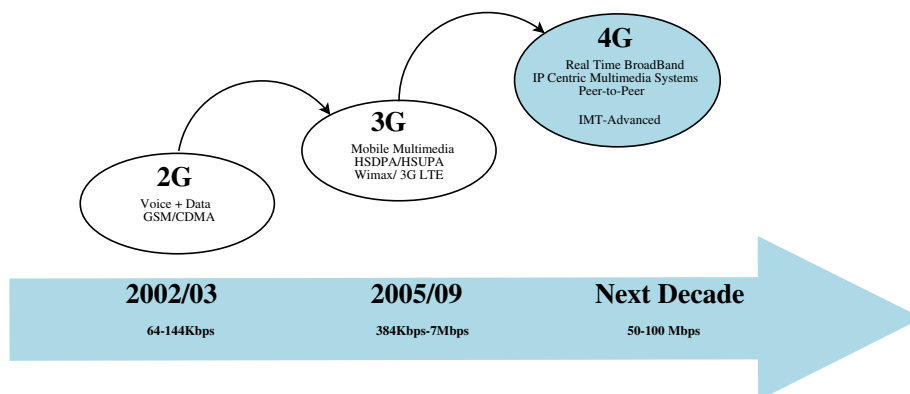 4G
Real Time BroadBand
IP Centric Multimedia Systems
Peer-to-Peer
IMT-Advanced
3G
Mobile Multimedia
HSDPA/HSUPA
Wimax/ 3G LTE
2G
Voice + Data
GSM/CDMA
2002/03
2005/09
Next Decade
64-144Kbps
384Kbps-7Mbps
50-100 Mbps